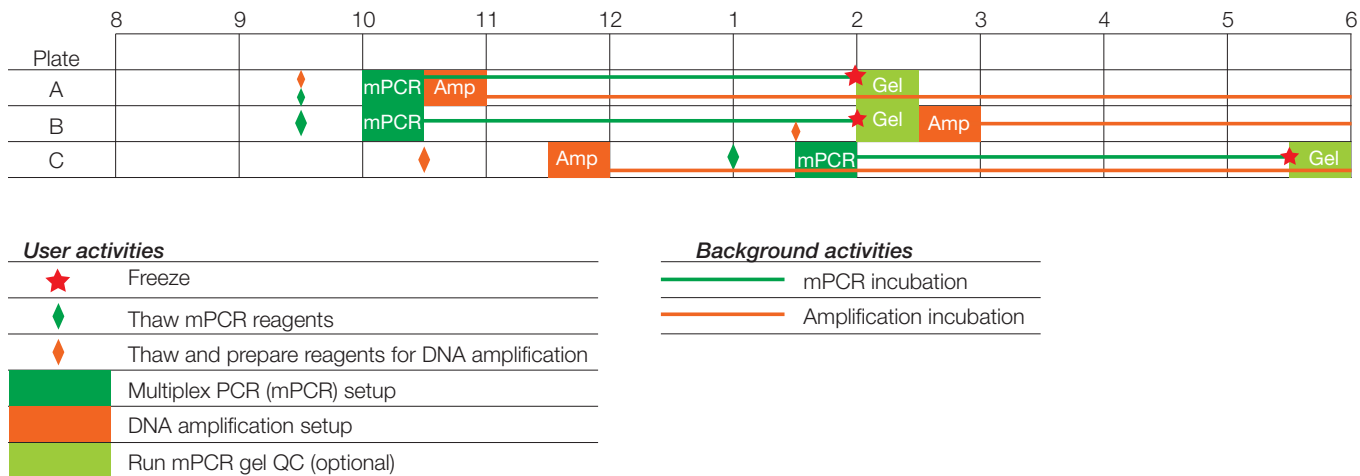 8 9 10 11 12 1 2 3 4 5 6
Plate
A mPCR Amp Gel
B mPCR Gel Amp
C Amp mPCR Gel
User activities
Freeze
Thaw mPCR reagents
Thaw and prepare reagents for DNA amplification
Multiplex PCR (mPCR) setup
DNA amplification setup
Run mPCR gel QC (optional)
Background activities
mPCR incubation
Amplification incubation